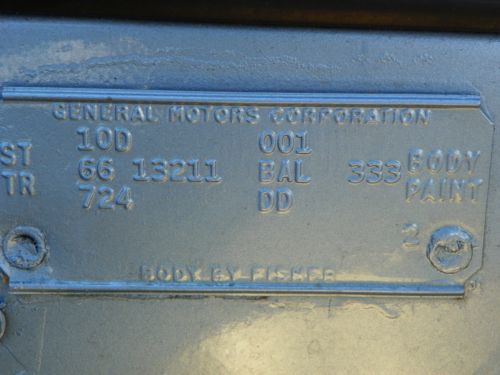 GENERAL MOTORS CORPORATION
10D 001
ST 66 13211 BAL 333 BODY
TR 724 DD PAINT
2
BODY BY FISHER